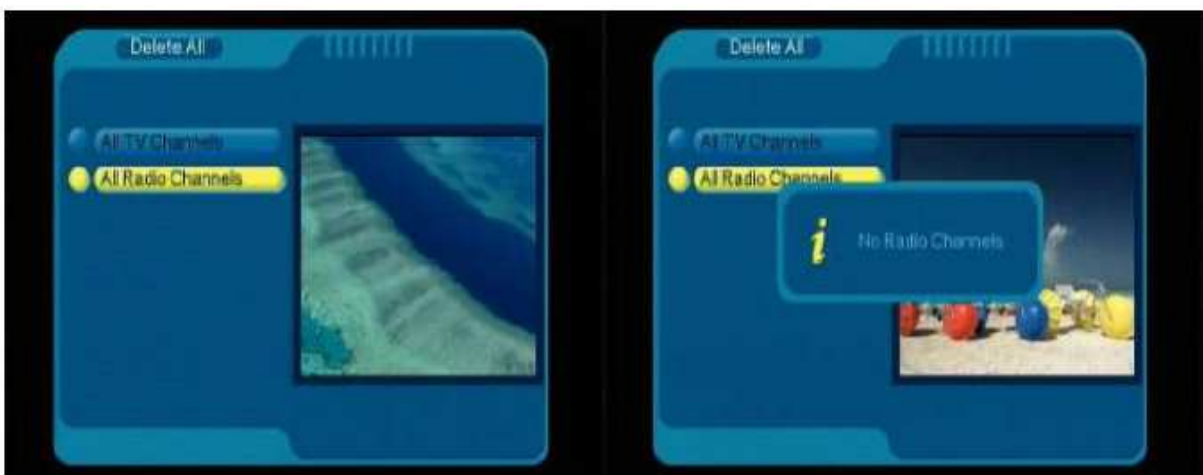 Delete All
All TV Channels
All Radio Channels
Delete All
All TV Channels
All Radio Channels
i
No Radio Channels